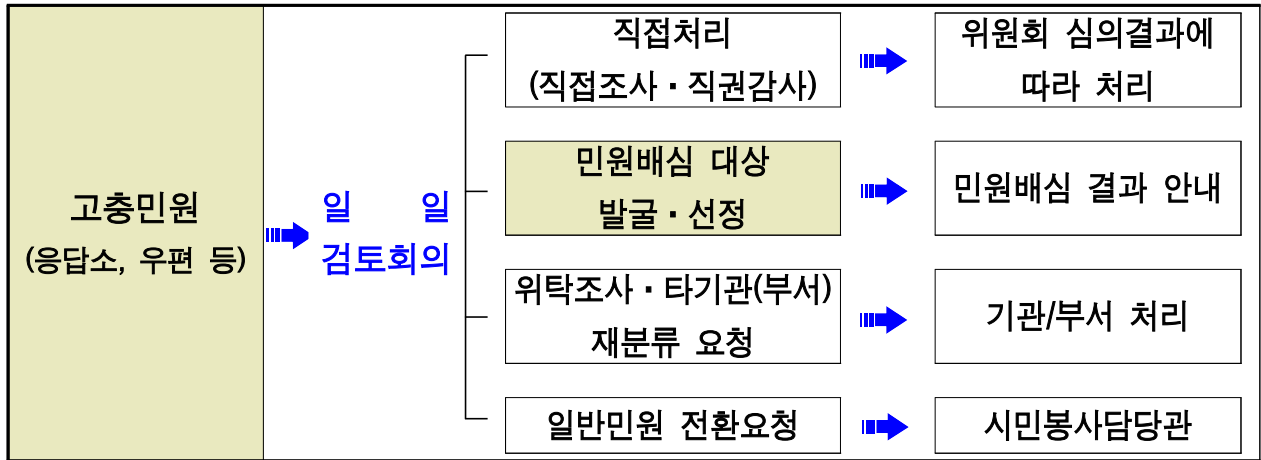 고충민원
(응답소, 우편 등)
일 일
검토회의
직접처리
(직접조사・직권감사)
위원회 심의결과에
따라 처리
민원배심 대상
발굴・선정
민원배심 결과 안내
위탁조사・타기관(부서)
재분류 요청
기관/부서 처리
일반민원 전환요청
시민봉사담당관